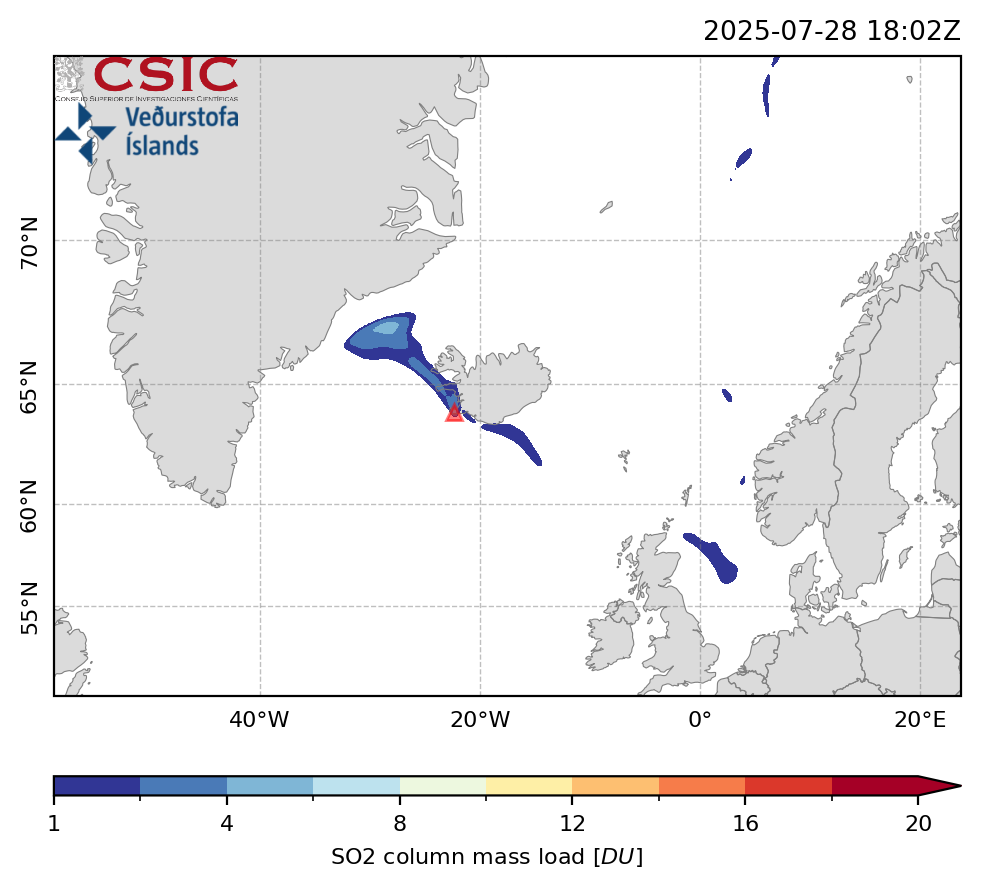 2025-07-28 18:02Z
CSIC
CONSEJO SUPERIOR DE INVESTIGACIONES CIENTÍFICAS
Veðurstofa
Íslands
70°N
65°N
60°N
55°N
40°W 20°W 0° 20°E
1 4 8 12 16 20
SO2 column mass load [DU]